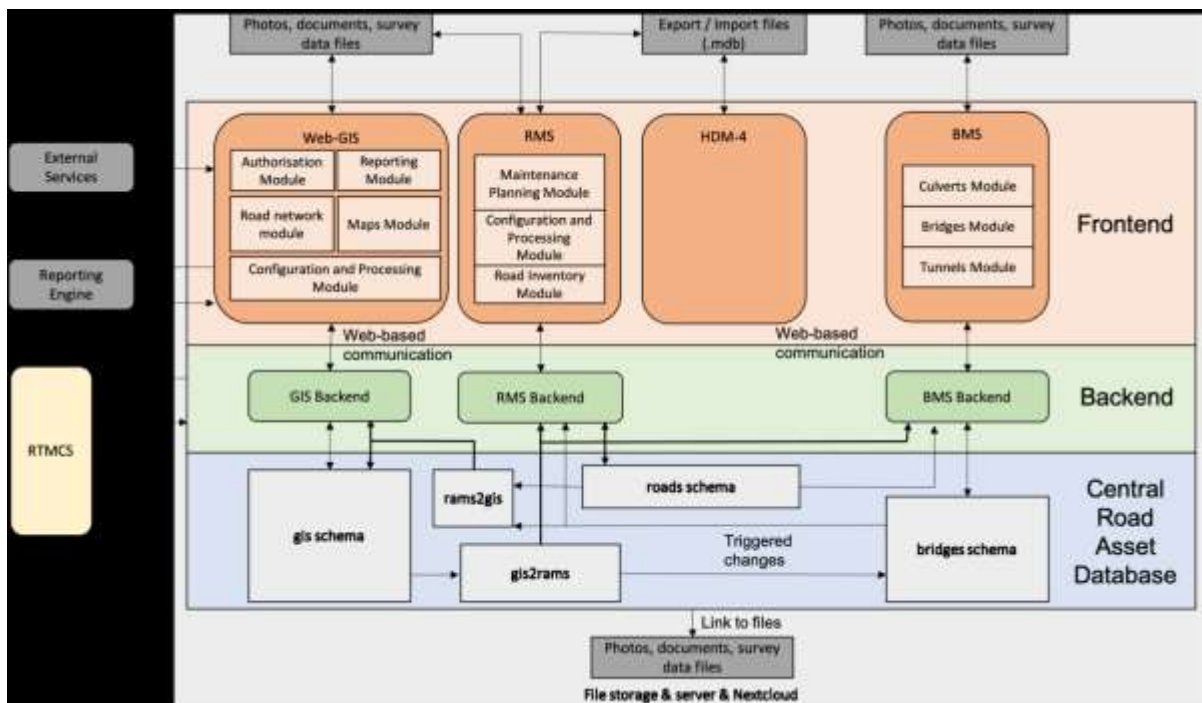 Photos, documents, survey
data files
Export / Import files
(.mdb)
Photos, documents, survey
data files
External
Services
Reporting
Engine
RTMCS
Web-GIS
Authorisation
Module
Reporting
Module
Road network
module
Maps Module
Configuration and Processing
Module
RMS
Maintenance
Planning Module
Configuration and
Processing
Module
Road Inventory
Module
HDM-4
BMS
Culverts Module
Bridges Module
Tunnels Module
Frontend
Web-based
communication
Web-based
communication
GIS Backend
RMS Backend
BMS Backend
Backend
gis schema
rams2gis
roads schema
gis2rams
Triggered
changes
bridges schema
Central
Road
Asset
Database
Link to files
Photos, documents, survey
data files
File storage & server & Nextcloud